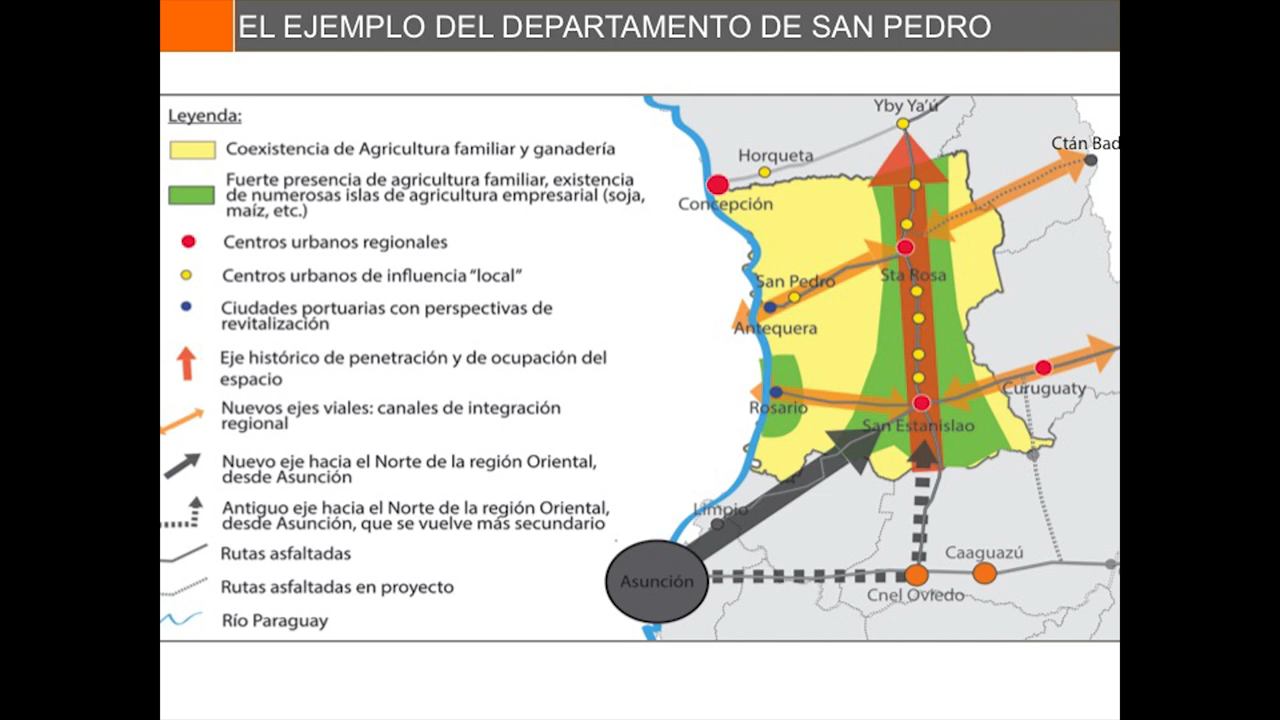 EL EJEMPLO DEL DEPARTAMENTO DE SAN PEDRO
Leyenda:
Coexistencia de Agricultura familiar y ganadería
Fuerte presencia de agricultura familiar, existencia
de numerosas islas de agricultura empresarial (soja,
maíz, etc.)
Centros urbanos regionales
Centros urbanos de influencia "local"
Ciudades portuarias con perspectivas de
revitalización
Eje histórico de penetración y de ocupación del
espacio
Nuevos ejes viales: canales de integración
regional
Nuevo eje hacia el Norte de la región Oriental,
desde Asunción
Antiguo eje hacia el Norte de la región Oriental,
desde Asunción, que se vuelve más secundario
Rutas asfaltadas
Rutas asfaltadas en proyecto
Río Paraguay
Yby Ya'ú
Ctán Bad
Horqueta
Concepción
San Pedro
Sta Rosa
Antequera
Curuguaty
Rosario
San Estanislao
Limpio
Caaguazú
Asunción
Cnel Oviedo